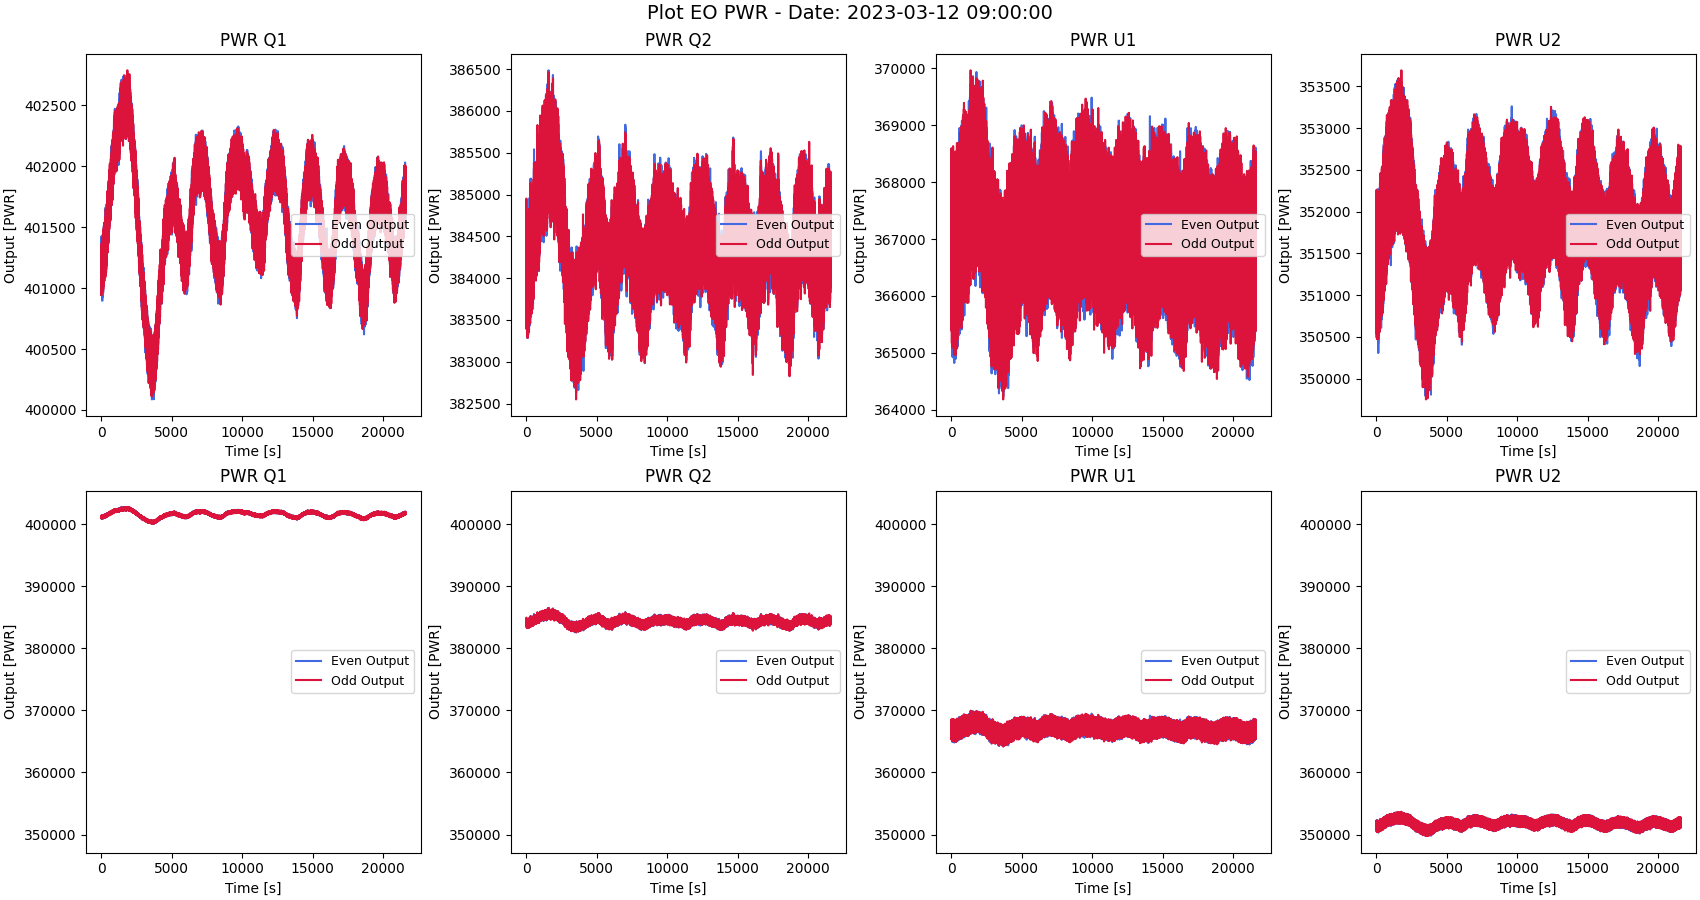 Plot EO PWR - Date: 2023-03-12 09:00:00
PWR Q1
Output [PWR]
402500
402000
401500
401000
400500
400000
0 5000 10000 15000 20000
Time [s]
Even Output
Odd Output
PWR Q2
Output [PWR]
386500
386000
385500
385000
384500
384000
383500
383000
382500
0 5000 10000 15000 20000
Time [s]
Even Output
Odd Output
PWR U1
Output [PWR]
370000
369000
368000
367000
366000
365000
364000
0 5000 10000 15000 20000
Time [s]
Even Output
Odd Output
PWR U2
Output [PWR]
353500
353000
352500
352000
351500
351000
350500
350000
0 5000 10000 15000 20000
Time [s]
Even Output
Odd Output
PWR Q1
Output [PWR]
400000
390000
380000
370000
360000
350000
0 5000 10000 15000 20000
Time [s]
Even Output
Odd Output
PWR Q2
Output [PWR]
400000
390000
380000
370000
360000
350000
0 5000 10000 15000 20000
Time [s]
Even Output
Odd Output
PWR U1
Output [PWR]
400000
390000
380000
370000
360000
350000
0 5000 10000 15000 20000
Time [s]
Even Output
Odd Output
PWR U2
Output [PWR]
400000
390000
380000
370000
360000
350000
0 5000 10000 15000 20000
Time [s]
Even Output
Odd Output